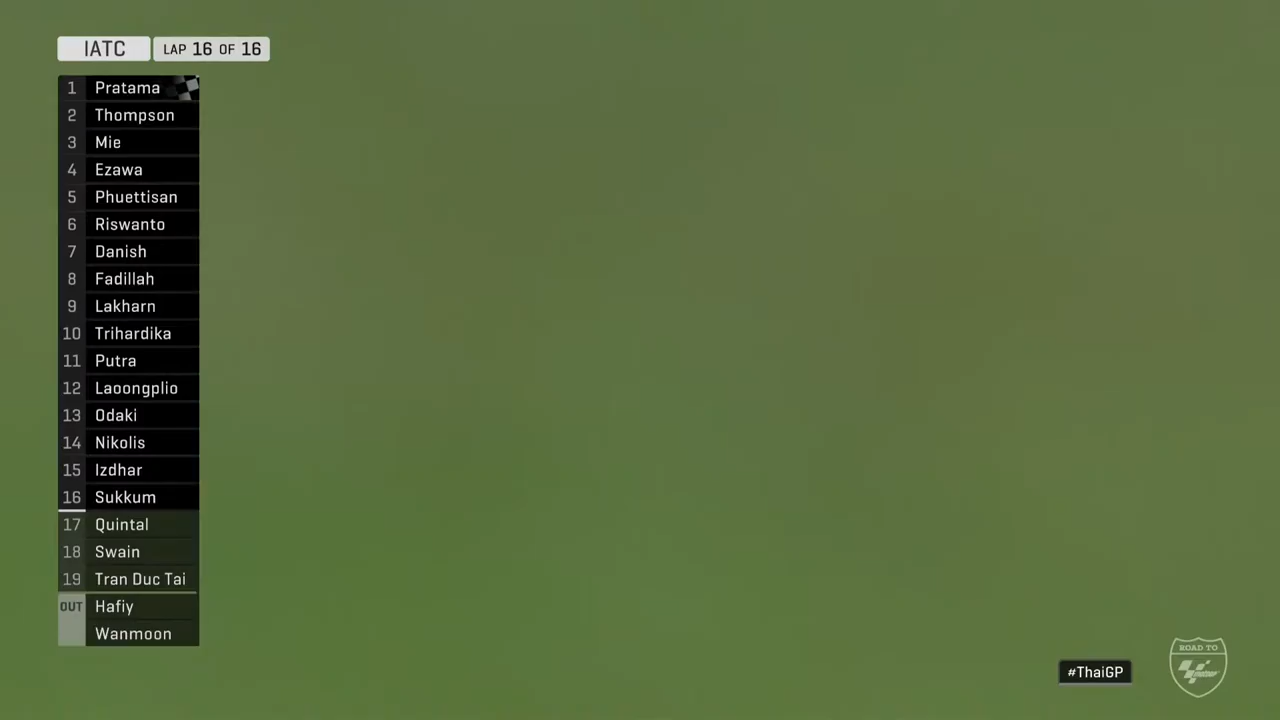 IATC LAP 16 OF 16
1 Pratama
2 Thompson
3 Mie
4 Ezawa
5 Phuettisan
6 Riswanto
7 Danish
8 Fadillah
9 Lakharn
10 Trihardika
11 Putra
12 Laoongplio
13 Odaki
14 Nikolis
15 Izdhar
16 Sukkum
17 Quintal
18 Swain
19 Tran Duc Tai
OUT Hafiy
Wanmoon
#ThaiGP
ROAD TO